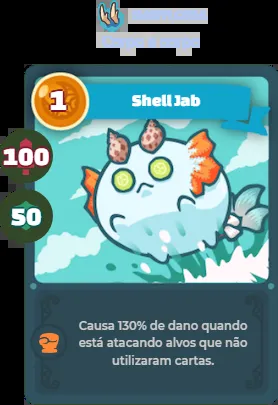 1
Shell Jab
100
50
Causa 130% de dano quando
está atacando alvos que não
utilizaram cartas.